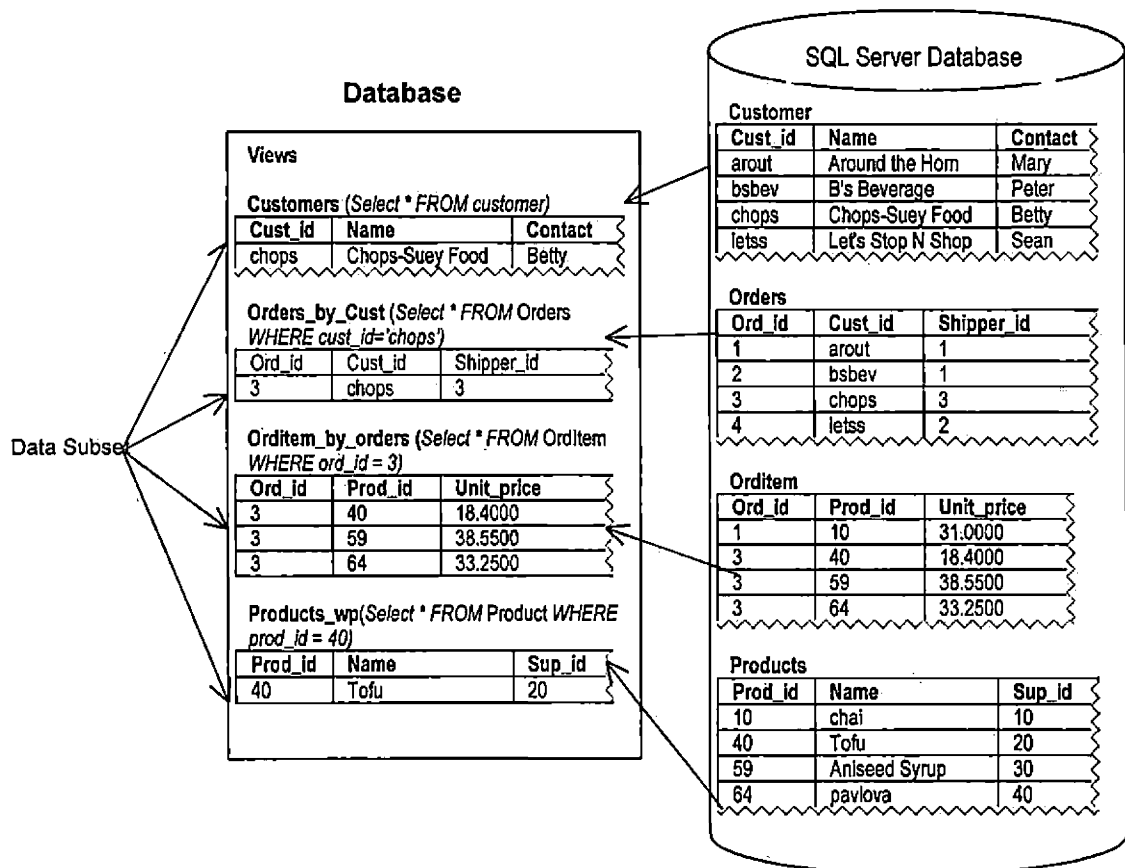 SQL Server Database
Database
Views
Customers (Select * FROM customer)
Cust_id Name Contact
chops Chops-Suey Food Betty
Orders_by_Cust (Select * FROM Orders
WHERE cust_id='chops')
Ord_id Cust_id Shipper_id
3 chops 3
Orditem_by_orders (Select * FROM OrdItem
WHERE ord_id = 3)
Ord_id Prod_id Unit_price
3 40 18.4000
3 59 38.5500
3 64 33.2500
Products_wp(Select * FROM Product WHERE
prod_id = 40)
Prod_id Name Sup_id
40 Tofu 20
Data Subse
Customer
Cust_id Name Contact
arout Around the Horn Mary
bsbev B's Beverage Peter
chops Chops-Suey Food Betty
letss Let's Stop N Shop Sean
Orders
Ord_id Cust_id Shipper_id
1 arout 1
2 bsbev 1
3 chops 3
4 letss 2
Orditem
Ord_id Prod_id Unit_price
1 10 31.0000
3 40 18.4000
3 59 38.5500
3 64 33.2500
Products
Prod_id Name Sup_id
10 chai 10
40 Tofu 20
59 Aniseed Syrup 30
64 pavlova 40